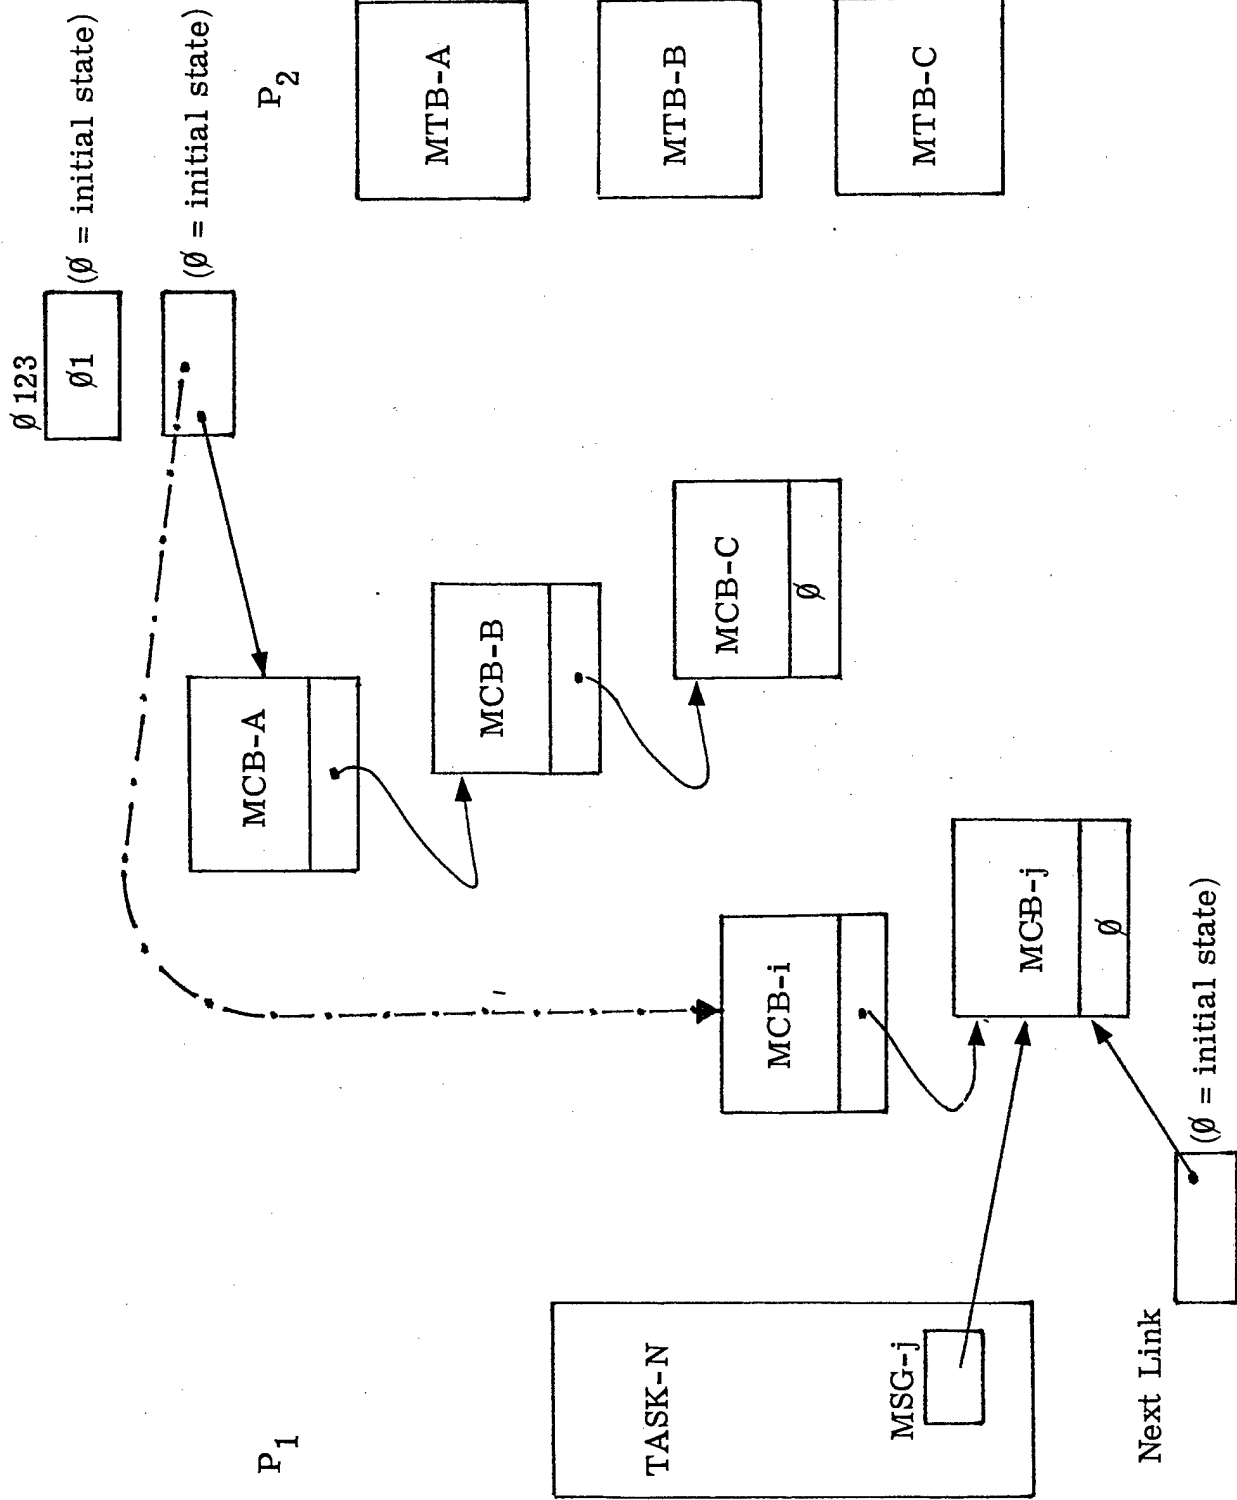 Ø 123
Ø1 (Ø = initial state)
(Ø = initial state)
P1
P2
MCB-A
MTB-A
MCB-B
TASK-N
MTB-B
MCB-C
MCB-i
Ø
MSG-j
MTB-C
MCB-j
Ø
Next Link
(Ø = initial state)